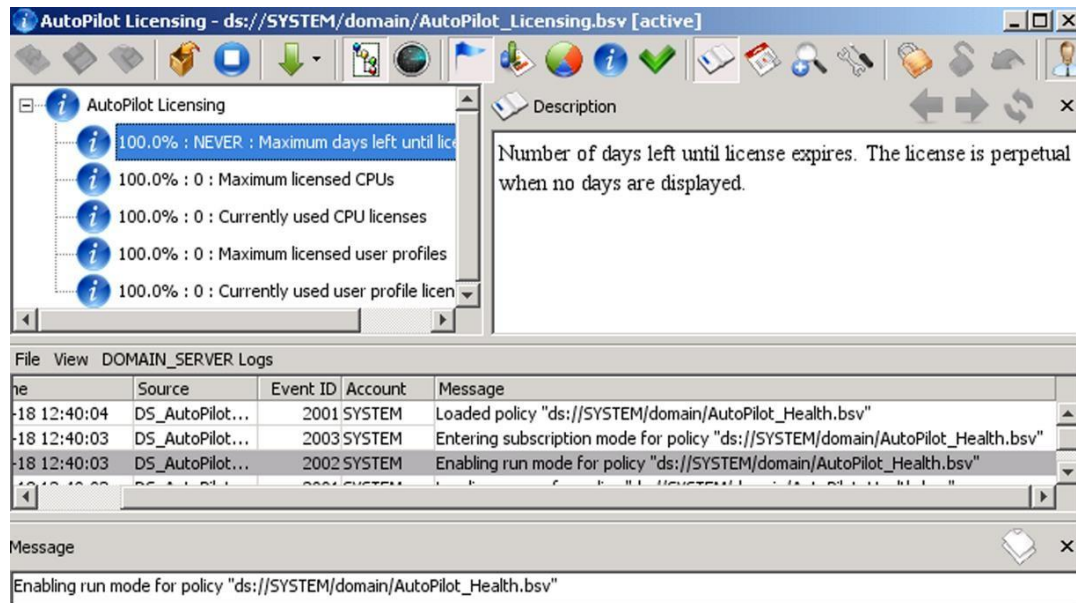 AutoPilot Licensing - ds://SYSTEM/domain/AutoPilot_Licensing.bsv [active]
AutoPilot Licensing
100.0% : NEVER : Maximum days left until lice
100.0% : 0 : Maximum licensed CPUs
100.0% : 0 : Currently used CPU licenses
100.0% : 0 : Maximum licensed user profiles
100.0% : 0 : Currently used user profile licen
Description
Number of days left until license expires. The license is perpetual
when no days are displayed.
File View DOMAIN_SERVER Logs
ne Source Event ID Account Message
-18 12:40:04 DS_AutoPilot... 2001 SYSTEM Loaded policy "ds://SYSTEM/domain/AutoPilot_Health.bsv"
-18 12:40:03 DS_AutoPilot... 2003 SYSTEM Entering subscription mode for policy "ds://SYSTEM/domain/AutoPilot_Health.bsv"
-18 12:40:03 DS_AutoPilot... 2002 SYSTEM Enabling run mode for policy "ds://SYSTEM/domain/AutoPilot_Health.bsv"
Message
Enabling run mode for policy "ds://SYSTEM/domain/AutoPilot_Health.bsv"